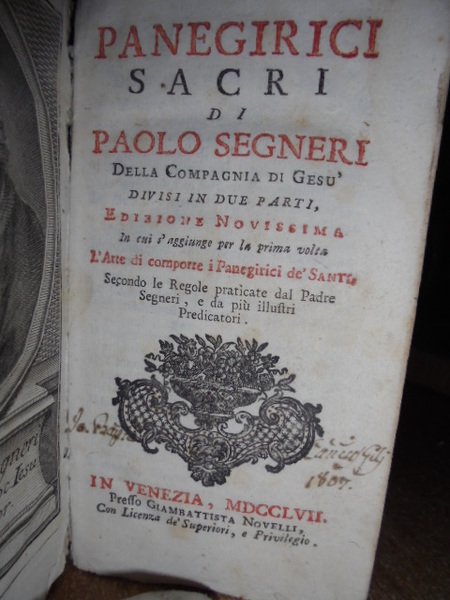 PANEGIRICI
SACRI
DI
PAOLO SEGNERI
DELLA COMPAGNIA DI GESU'
DIVISI IN DUE PARTI,
EDIZIONE NOVISSIMA
In cui s'aggiunge per la prima volta
L'Arte di comporre i Panegirici de' SANTI,
Secondo le Regole praticate dal Padre
Segneri, e da più illustri
Predicatori.
1807
IN VENEZIA, MDCCLVII.
Presso GIAMBATTISTA NOVELLI,
Con Licenza de' Superiori, e Privilegio.